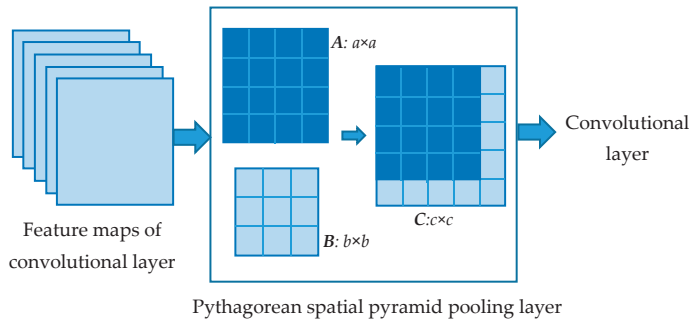 A: a×a
B: b×b
C:c×c
Feature maps of
convolutional layer
Convolutional
layer
Pythagorean spatial pyramid pooling layer